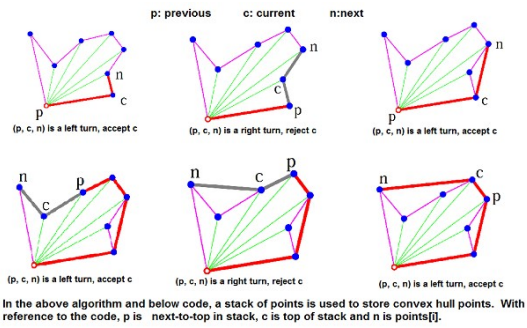 p: previous c: current n:next
n
c
p
(p, c, n) is a left turn, accept c
n
c
p
(p, c, n) is a right turn, reject c
n
c
p
(p, c, n) is a left turn, accept c
n
c
p
(p, c, n) is a left turn, accept c
n
c
p
(p, c, n) is a right turn, reject c
n
c
p
(p, c, n) is a left turn, accept c
In the above algorithm and below code, a stack of points is used to store convex hull points. With
reference to the code, p is next-to-top in stack, c is top of stack and n is points[i].